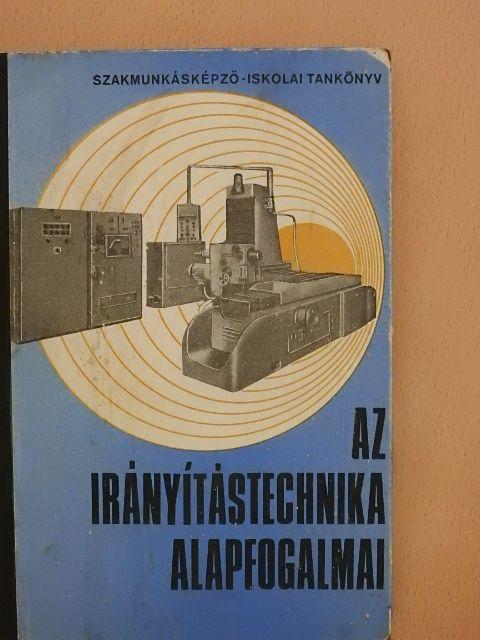 SZAKMUNKÁSKÉPZŐ-ISKOLAI TANKÖNYV
AZ
IRÁNYÍTÁSTECHNIKA
ALAPFOGALMAI